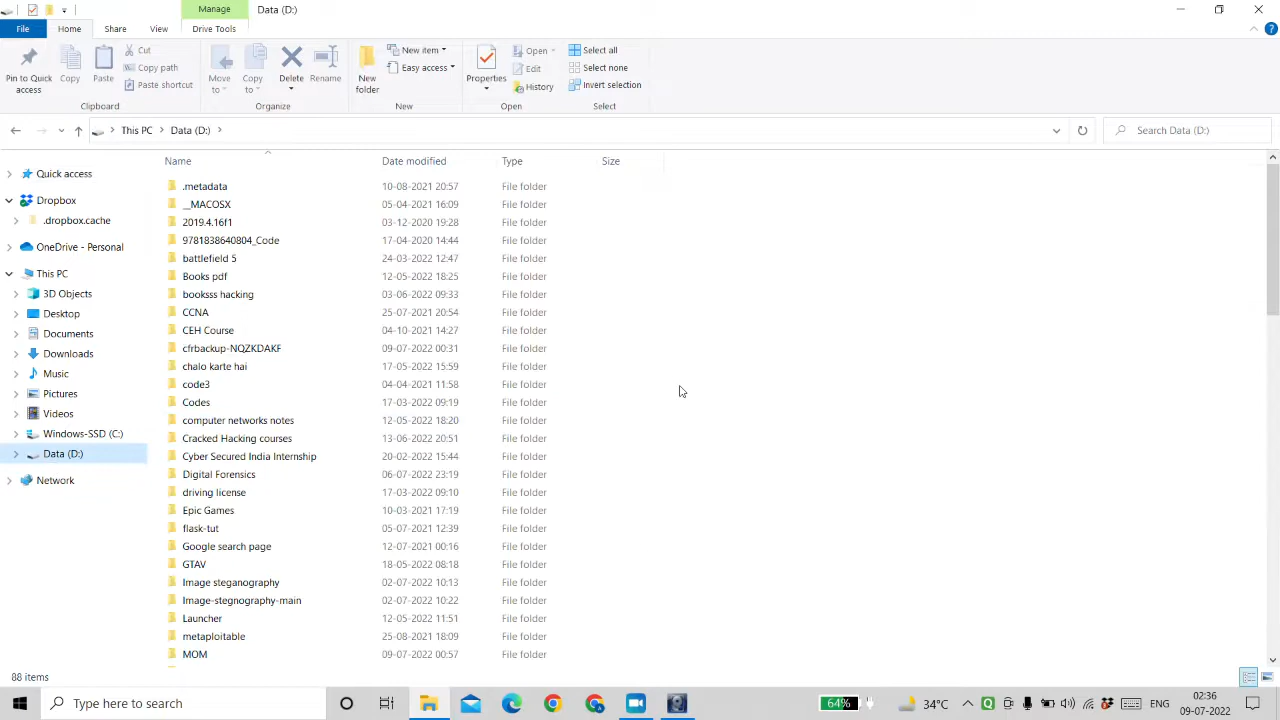 Manage
Data (D:)
File
Home
Share
View
Drive Tools
Pin to Quick access
Copy
Paste
Cut
Copy path
Paste shortcut
Clipboard
Move to
Copy to
Delete
Rename
Organize
New folder
New item
Easy access
New
Properties
Open
Edit
History
Open
Select all
Select none
Invert selection
Select
This PC
Data (D:)
Search Data (D:)
Quick access
Dropbox
.dropbox.cache
OneDrive - Personal
This PC
3D Objects
Desktop
Documents
Downloads
Music
Pictures
Videos
Windows-SSD (C:)
Data (D:)
Network
Name Date modified Type Size
.metadata 10-08-2021 20:57 File folder
__MACOSX 05-04-2021 16:09 File folder
2019.4.16f1 03-12-2020 19:28 File folder
9781838640804_Code 17-04-2020 14:44 File folder
battlefield 5 24-03-2022 12:47 File folder
Books pdf 12-05-2022 18:25 File folder
booksss hacking 03-06-2022 09:33 File folder
CCNA 25-07-2021 20:54 File folder
CEH Course 04-10-2021 14:27 File folder
cfrbackup-NQZKDAKF 09-07-2022 00:31 File folder
chalo karte hai 17-05-2022 15:59 File folder
code3 04-04-2021 11:58 File folder
Codes 17-03-2022 09:19 File folder
computer networks notes 12-05-2022 18:20 File folder
Cracked Hacking courses 13-06-2022 20:51 File folder
Cyber Secured India Internship 20-02-2022 15:44 File folder
Digital Forensics 06-07-2022 23:19 File folder
driving license 17-03-2022 09:10 File folder
Epic Games 10-03-2021 17:19 File folder
flask-tut 05-07-2021 12:39 File folder
Google search page 12-07-2021 00:16 File folder
GTAV 18-05-2022 08:18 File folder
Image steganography 02-07-2022 10:13 File folder
Image-stegnography-main 02-07-2022 10:22 File folder
Launcher 12-05-2022 11:51 File folder
metaploitable 25-08-2021 18:09 File folder
MOM 09-07-2022 00:57 File folder
88 items
Type here to search
64%
34°C
ENG
02:36
09-07-2022